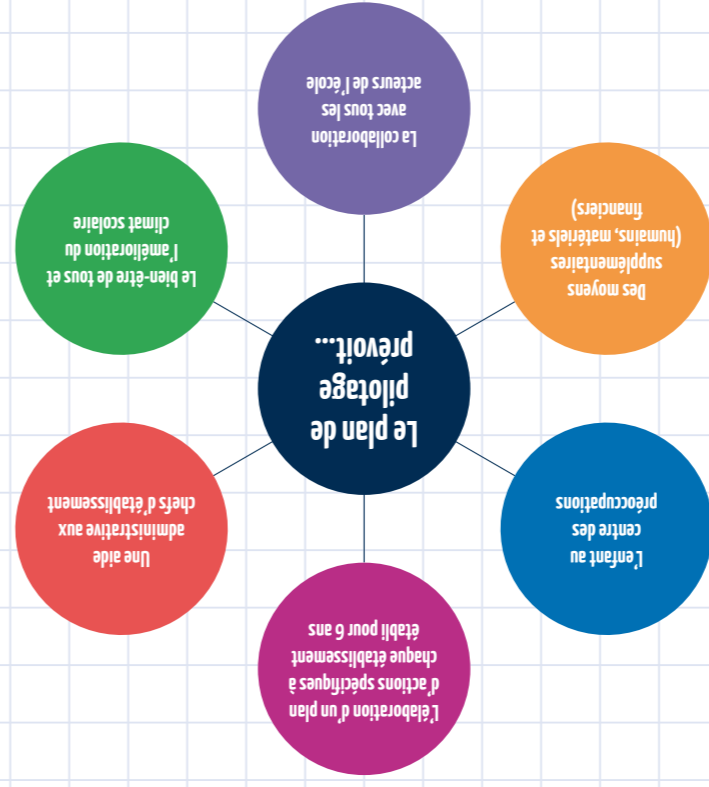 Le plan de
pilotage
prévoit...
L'élaboration d'un plan
d'actions spécifiques à
chaque établissement
établi pour 6 ans
Une aide
administrative aux
chefs d'établissement
Le bien-être de tous et
l'amélioration du
climat scolaire
La collaboration
avec tous les
acteurs de l'école
Des moyens
supplémentaires
(humains, matériels et
financiers)
L'enfant au
centre des
préoccupations